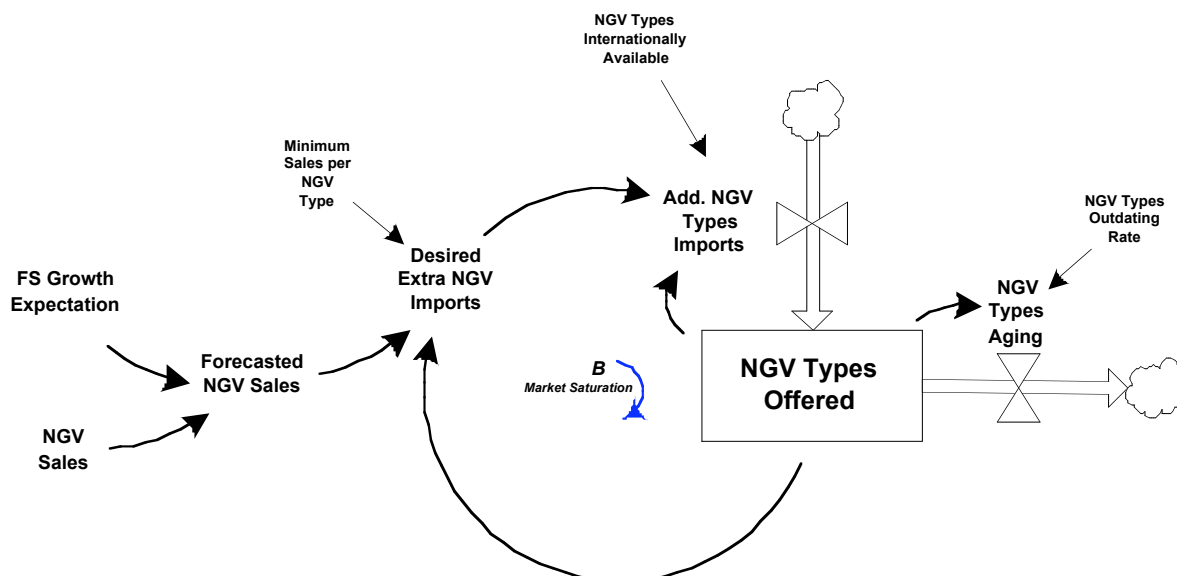 NGV Types
Internationally
Available
Minimum
Sales per
NGV
Type
Add. NGV
Types
Imports
NGV Types
Outdating
Rate
Desired
Extra NGV
Imports
FS Growth
Expectation
NGV
Types
Aging
Forecasted
NGV Sales
B
Market Saturation
NGV Types
Offered
NGV
Sales